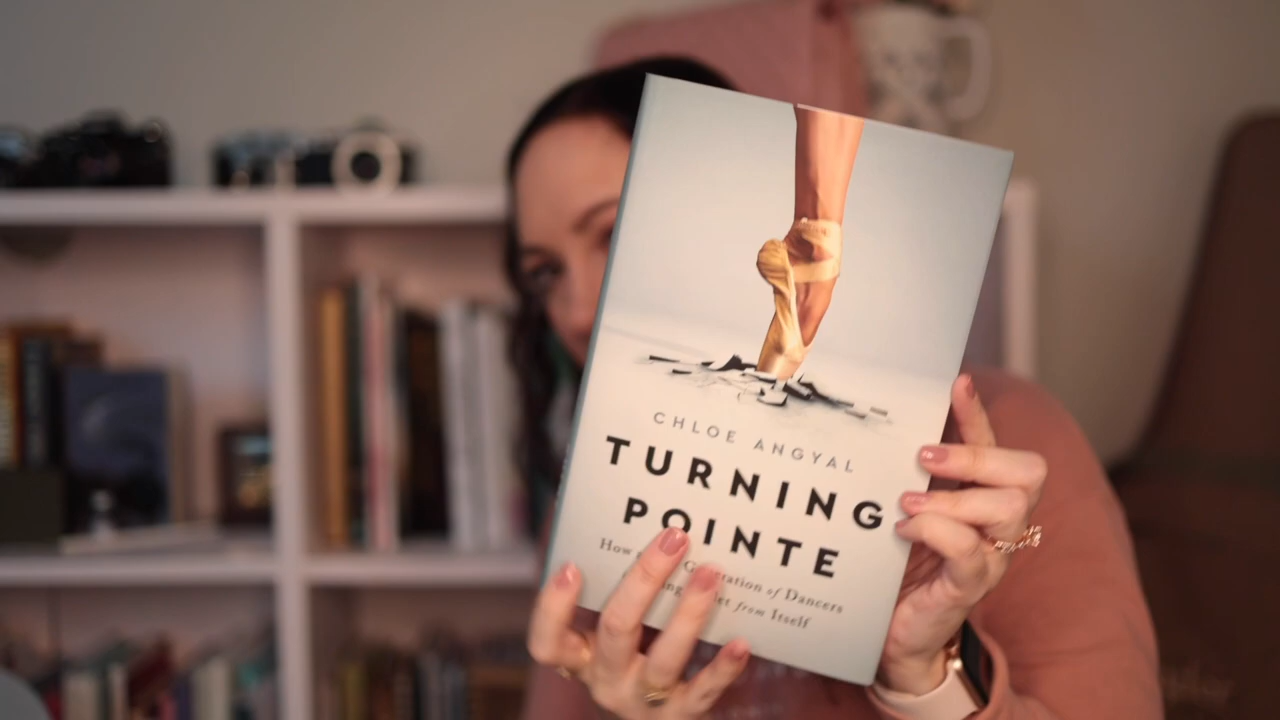 CHLOE ANGYAL
TURNING
POINTE
How Generation of Dancers
from Itself